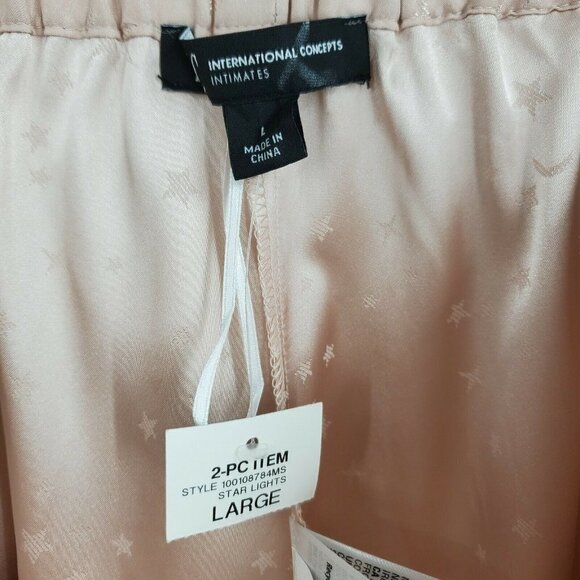 INTERNATIONAL CONCEPTS
INTIMATES
L
MADE IN
CHINA
2-PC ITEM
STYLE 100108784MS
STAR LIGHTS
LARGE